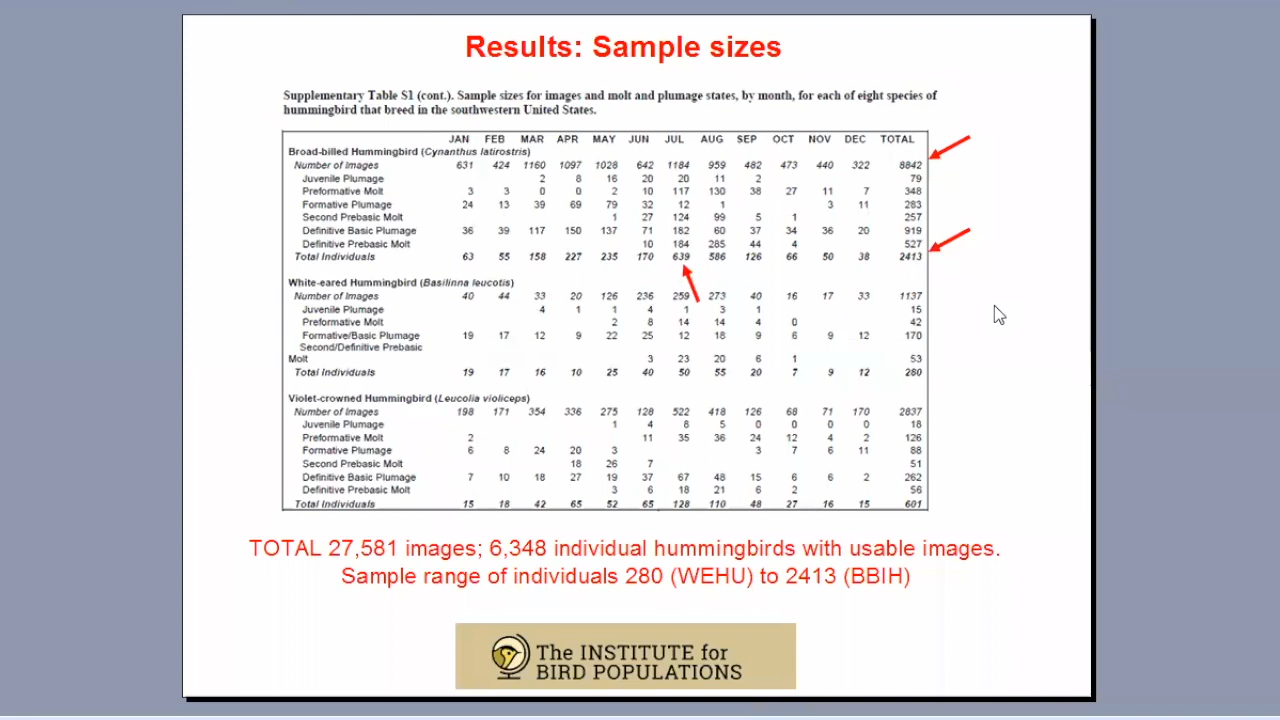 Results: Sample sizes
Supplementary Table S1 (cont.). Sample sizes for images and molt and plumage states, by month, for each of eight species of
hummingbird that breed in the southwestern United States.
JAN FEB MAR APR MAY JUN JUL AUG SEP OCT NOV DEC TOTAL
Broad-billed Hummingbird (Cynanthus latirostris)
Number of Images 631 424 1160 1097 1028 642 1184 959 482 473 440 322 8842
Juvenile Plumage 2 8 16 20 20 11 2 79
Preformative Molt 3 3 0 0 2 10 117 130 38 27 11 7 348
Formative Plumage 24 13 39 69 79 32 12 1 3 11 283
Second Prebasic Molt 1 27 124 99 5 1 257
Definitive Basic Plumage 36 39 117 150 137 71 182 60 37 34 36 20 919
Definitive Prebasic Molt 10 184 285 44 4 527
Total Individuals 63 55 158 227 235 170 639 586 126 66 50 38 2413
White-eared Hummingbird (Basilinna leucotis)
Number of Images 40 44 33 20 126 236 259 273 40 16 17 33 1137
Juvenile Plumage 4 1 1 4 1 3 1 15
Preformative Molt 2 8 14 14 4 0 42
Formative/Basic Plumage 19 17 12 9 22 25 12 18 9 6 9 12 170
Second/Definitive Prebasic
Molt 3 23 20 6 1 53
Total Individuals 19 17 16 10 25 40 50 55 20 7 9 12 280
Violet-crowned Hummingbird (Leucolia violiceps)
Number of Images 198 171 354 336 275 128 522 418 126 68 71 170 2837
Juvenile Plumage 1 4 8 5 0 0 0 0 18
Preformative Molt 2 11 35 36 24 12 4 2 126
Formative Plumage 6 8 24 20 3 3 7 6 11 88
Second Prebasic Molt 18 26 7 51
Definitive Basic Plumage 7 10 18 27 19 37 67 48 15 6 6 2 262
Definitive Prebasic Molt 3 6 18 21 6 2 56
Total Individuals 15 18 42 65 52 65 128 110 48 27 16 15 601
TOTAL 27,581 images; 6,348 individual hummingbirds with usable images.
Sample range of individuals 280 (WEHU) to 2413 (BBIH)
The INSTITUTE for
BIRD POPULATIONS